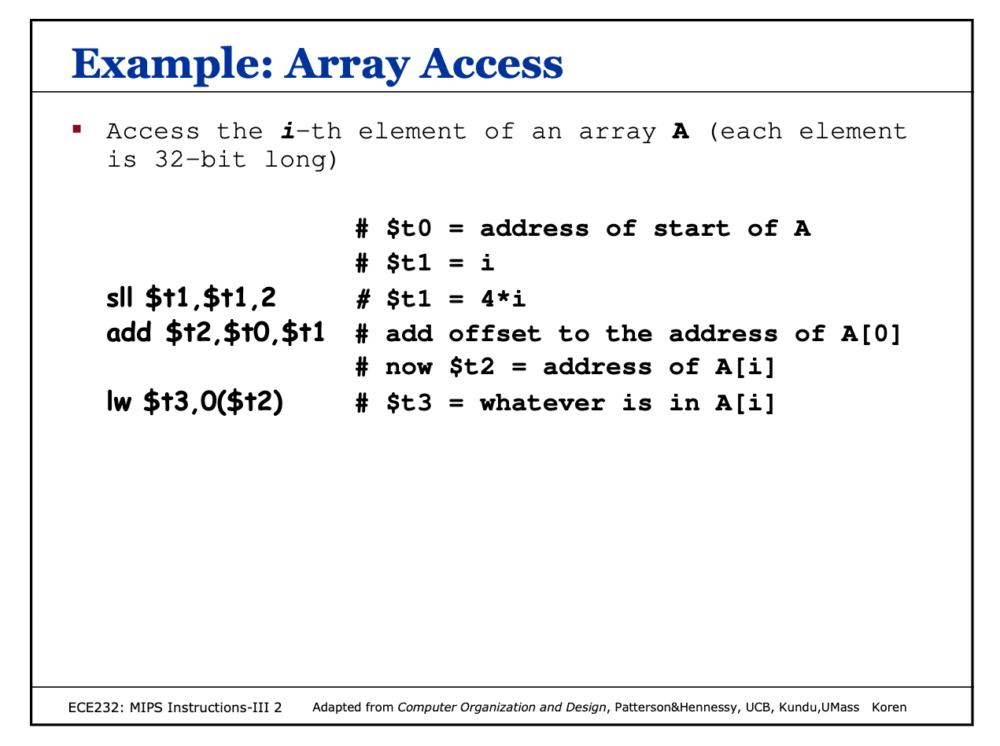 Example: Array Access
▪ Access the i-th element of an array A (each element
is 32-bit long)
# $t0 = address of start of A
# $t1 = i
sll $t1,$t1,2 # $t1 = 4*i
add $t2,$t0,$t1 # add offset to the address of A[0]
# now $t2 = address of A[i]
lw $t3,0($t2) # $t3 = whatever is in A[i]
ECE232: MIPS Instructions-III 2 Adapted from Computer Organization and Design, Patterson&Hennessy, UCB, Kundu,UMass Koren